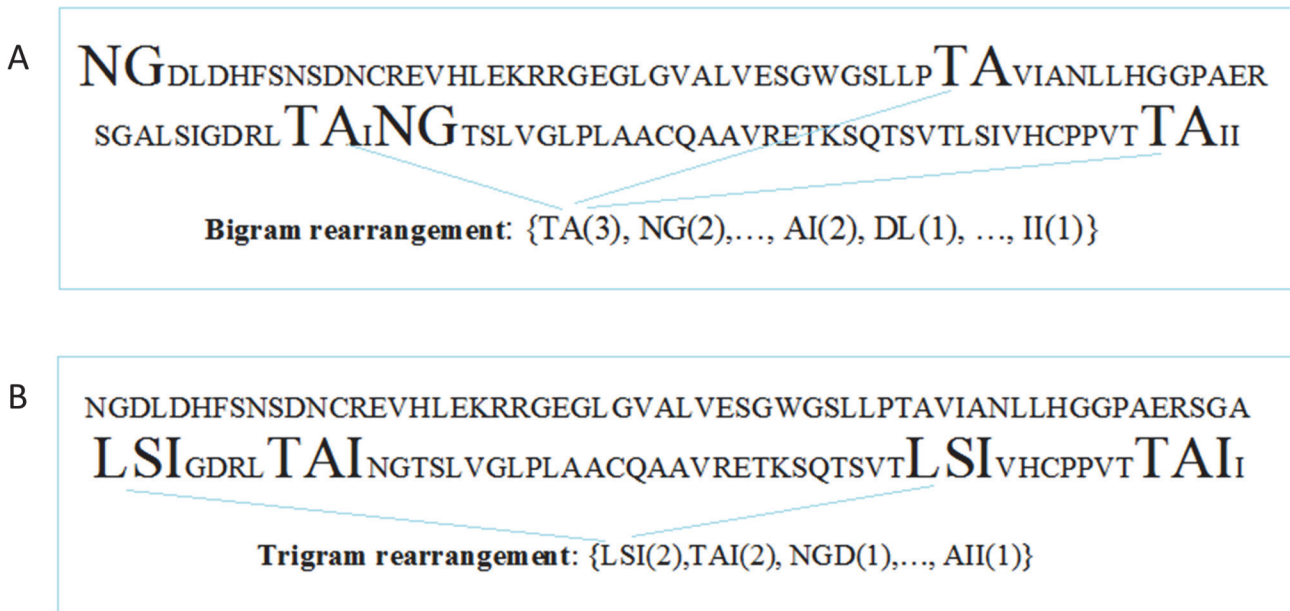 A
NGDLDHFSNSDNCREVHLEKRRGEGLGVALVESGWGSLLPTAVIANLLHGGPAER
SGALSIGDRLTAINGTSLVGLPLAACQAAVRETKSQTSVTLSIVHCPPVTTAII
Bigram rearrangement: {TA(3), NG(2),..., AI(2), DL(1), ..., II(1)}
B
NGDLDHFSNSDNCREVHLEKRRGEGLGVALVESGWGSLLPTAVIANLLHGGPAERSGA
LSIGDRLTAINGTSLVGLPLAACQAAVRETKSQTSVTLSIVHCPPVTTAII
Trigram rearrangement: {LSI(2),TAI(2), NGD(1),..., AII(1)}